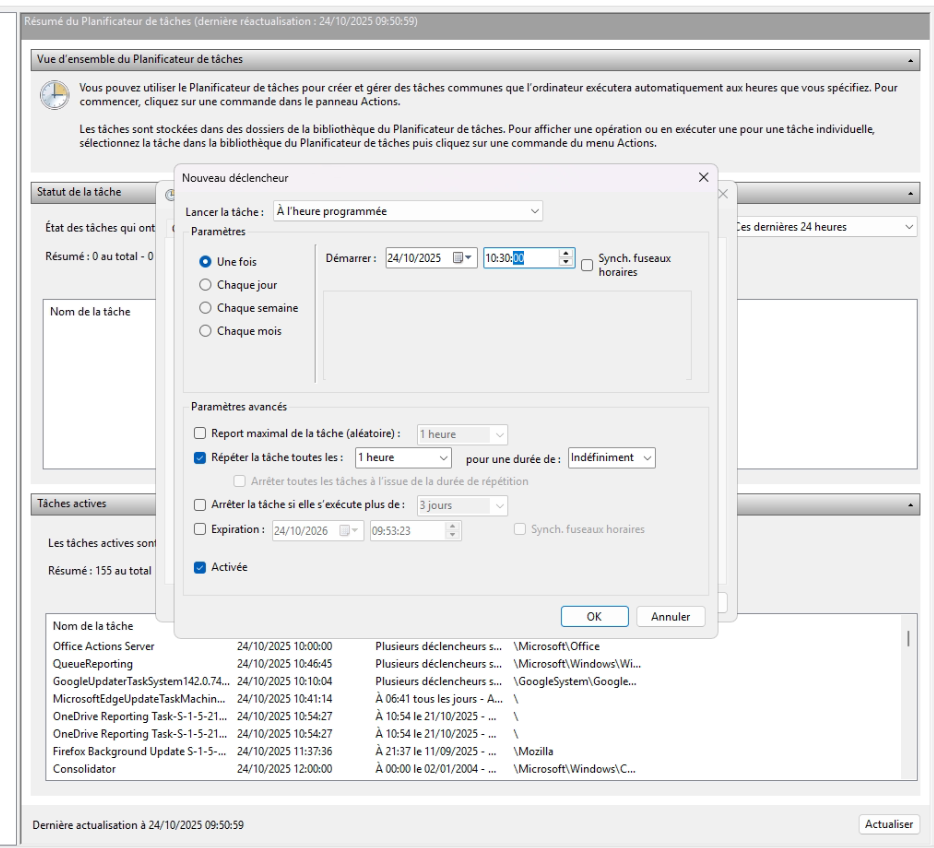 Résumé du Planificateur de tâches (dernière réactualisation : 24/10/2025 09:50:59)
Vue d'ensemble du Planificateur de tâches
Vous pouvez utiliser le Planificateur de tâches pour créer et gérer des tâches communes que l'ordinateur exécutera automatiquement aux heures que vous spécifiez. Pour
commencer, cliquez sur une commande dans le panneau Actions.
Les tâches sont stockées dans des dossiers de la bibliothèque du Planificateur de tâches. Pour afficher une opération ou en exécuter une pour une tâche individuelle,
sélectionnez la tâche dans la bibliothèque du Planificateur de tâches puis cliquez sur une commande du menu Actions.
Statut de la tâche
État des tâches qui ont
Ces dernières 24 heures
Résumé : 0 au total - 0
Nom de la tâche
Nouveau déclencheur
Lancer la tâche : À l'heure programmée
Paramètres
Une fois
Chaque jour
Chaque semaine
Chaque mois
Démarrer : 24/10/2025 10:30:00
Synch. fuseaux
horaires
Paramètres avancés
Report maximal de la tâche (aléatoire) : 1 heure
Répéter la tâche toutes les : 1 heure pour une durée de : Indéfiniment
Arrêter toutes les tâches à l'issue de la durée de répétition
Arrêter la tâche si elle s'exécute plus de : 3 jours
Expiration : 24/10/2026 09:53:23 Synch. fuseaux horaires
Activée
OK Annuler
Tâches actives
Les tâches actives sont
Résumé : 155 au total
Nom de la tâche
Office Actions Server 24/10/2025 10:00:00 Plusieurs déclencheurs s... \Microsoft\Office
QueueReporting 24/10/2025 10:46:45 Plusieurs déclencheurs s... \Microsoft\Windows\Wi...
GoogleUpdaterTaskSystem142.0.74... 24/10/2025 10:10:04 Plusieurs déclencheurs s... \GoogleSystem\Google...
MicrosoftEdgeUpdateTaskMachin... 24/10/2025 10:41:14 À 06:41 tous les jours - A... \
OneDrive Reporting Task-S-1-5-21... 24/10/2025 10:54:27 À 10:54 le 21/10/2025 - ... \
OneDrive Reporting Task-S-1-5-21... 24/10/2025 10:54:27 À 10:54 le 21/10/2025 - ... \
Firefox Background Update S-1-5-... 24/10/2025 11:37:36 À 21:37 le 11/09/2025 - ... \Mozilla
Consolidator 24/10/2025 12:00:00 À 00:00 le 02/01/2004 - ... \Microsoft\Windows\C...
Dernière actualisation à 24/10/2025 09:50:59
Actualiser